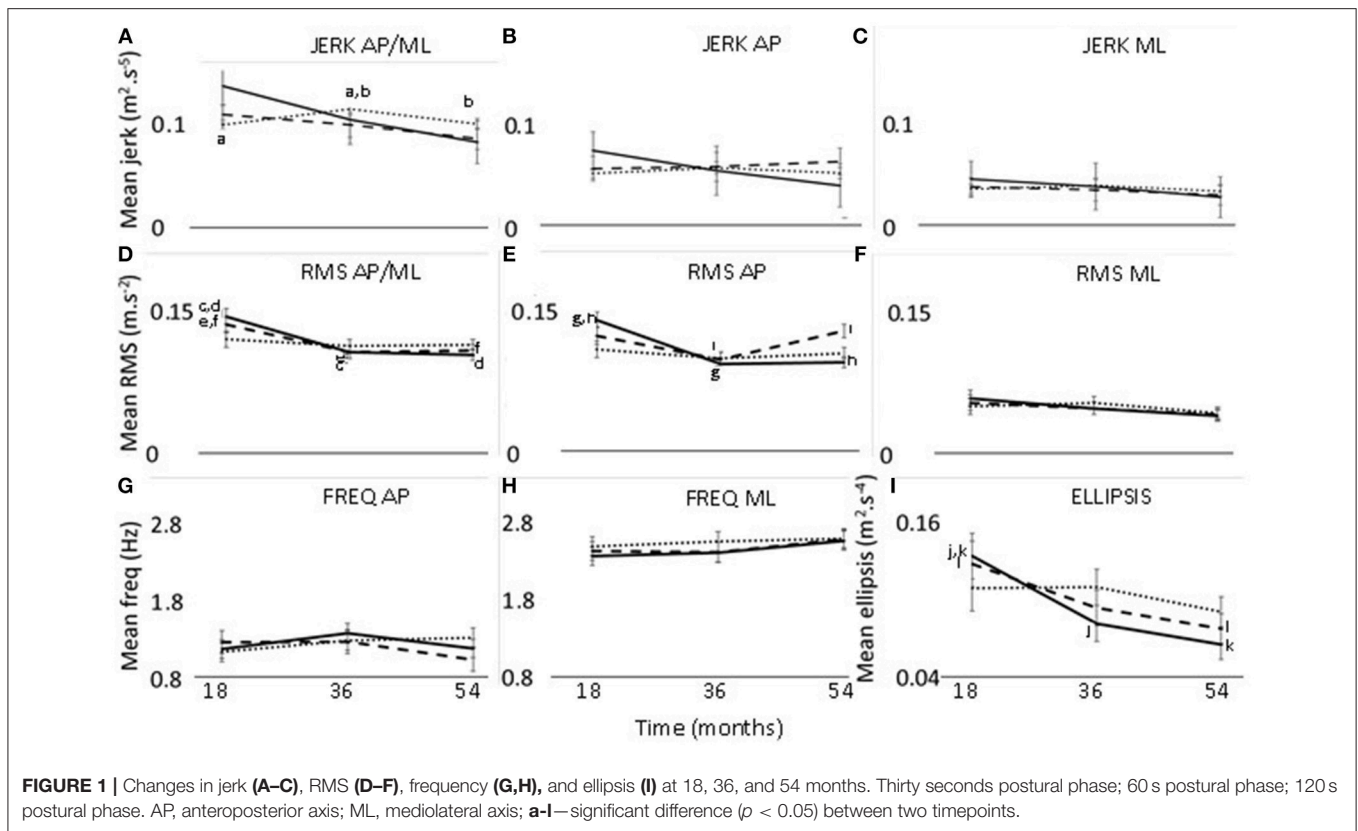 A
JERK AP/ML
B
JERK AP
C
JERK ML
Mean jerk (m².s⁻⁵)
0.1
0
a
a,b
b
0.1
0
0.1
0
D
RMS AP/ML
E
RMS AP
F
RMS ML
Mean RMS (m.s⁻²)
0.15
0
c,d
e,f
c
f
d
0.15
0
g,h
i
g
i
h
0.15
0
G
FREQ AP
H
FREQ ML
I
ELLIPSIS
Mean freq (Hz)
2.8
1.8
0.8
18 36 54
2.8
1.8
0.8
18 36 54
Mean ellipsis (m².s⁻⁴)
0.16
0.04
j,k
l
j
l
k
18 36 54
Time (months)
FIGURE 1 | Changes in jerk (A–C), RMS (D–F), frequency (G,H), and ellipsis (I) at 18, 36, and 54 months. Thirty seconds postural phase; 60 s postural phase; 120 s
postural phase. AP, anteroposterior axis; ML, mediolateral axis; a-l—significant difference (p < 0.05) between two timepoints.